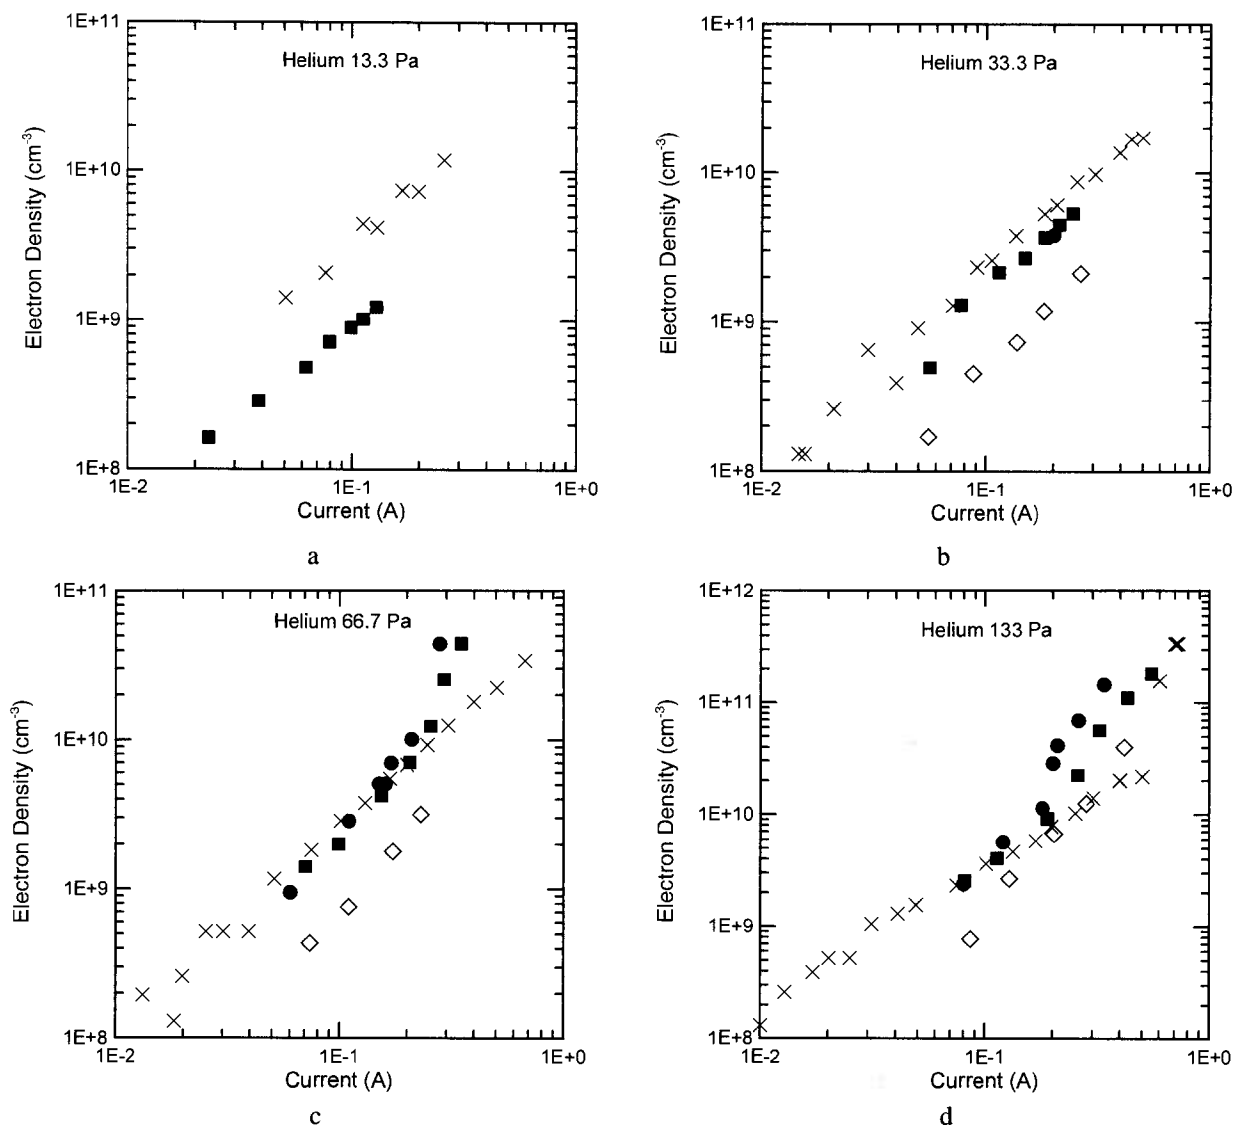 1E+11
Helium 13.3 Pa
1E+10
Electron Density (cm⁻³)
1E+9
1E+8
1E-2
1E-1
1E+0
Current (A)
a
1E+11
Helium 33.3 Pa
1E+10
Electron Density (cm⁻³)
1E+9
1E+8
1E-2
1E-1
1E+0
Current (A)
b
1E+11
Helium 66.7 Pa
1E+10
Electron Density (cm⁻³)
1E+9
1E+8
1E-2
1E-1
1E+0
Current (A)
c
1E+12
Helium 133 Pa
1E+11
Electron Density (cm⁻³)
1E+10
1E+9
1E+8
1E-2
1E-1
1E+0
Current (A)
d